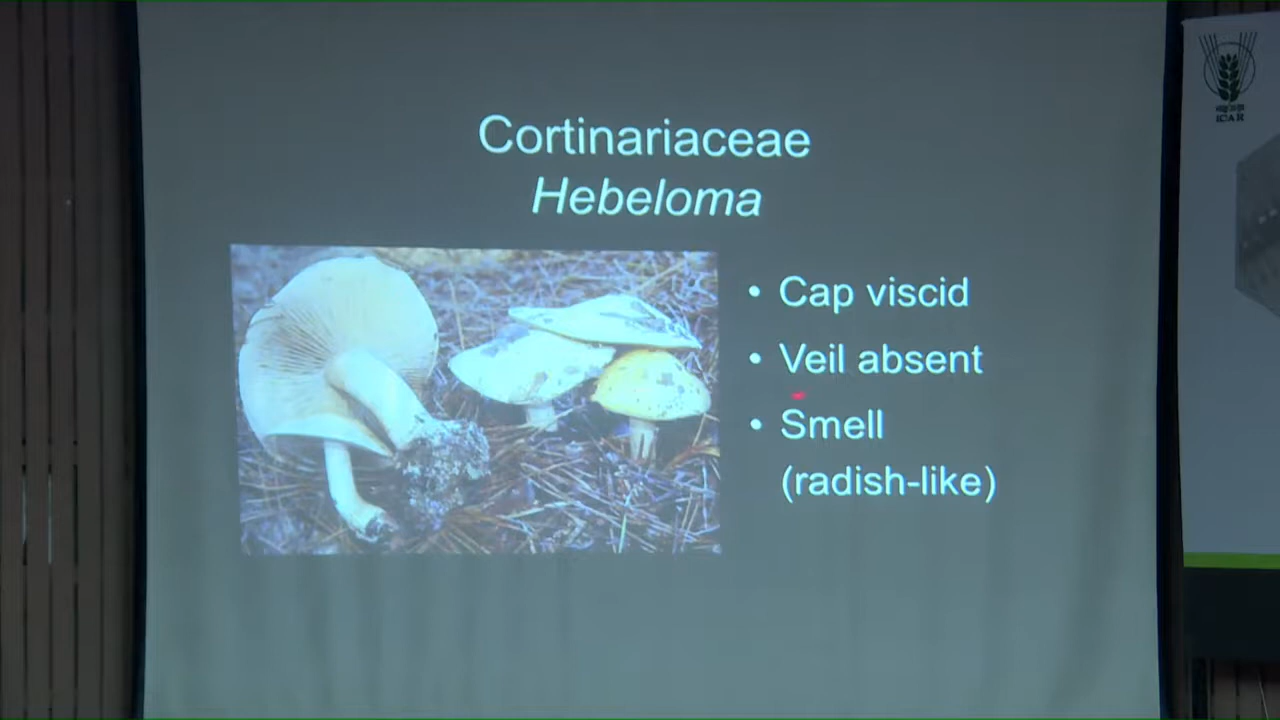 Cortinariaceae
Hebeloma
• Cap viscid
• Veil absent
• Smell
(radish-like)
ICAR